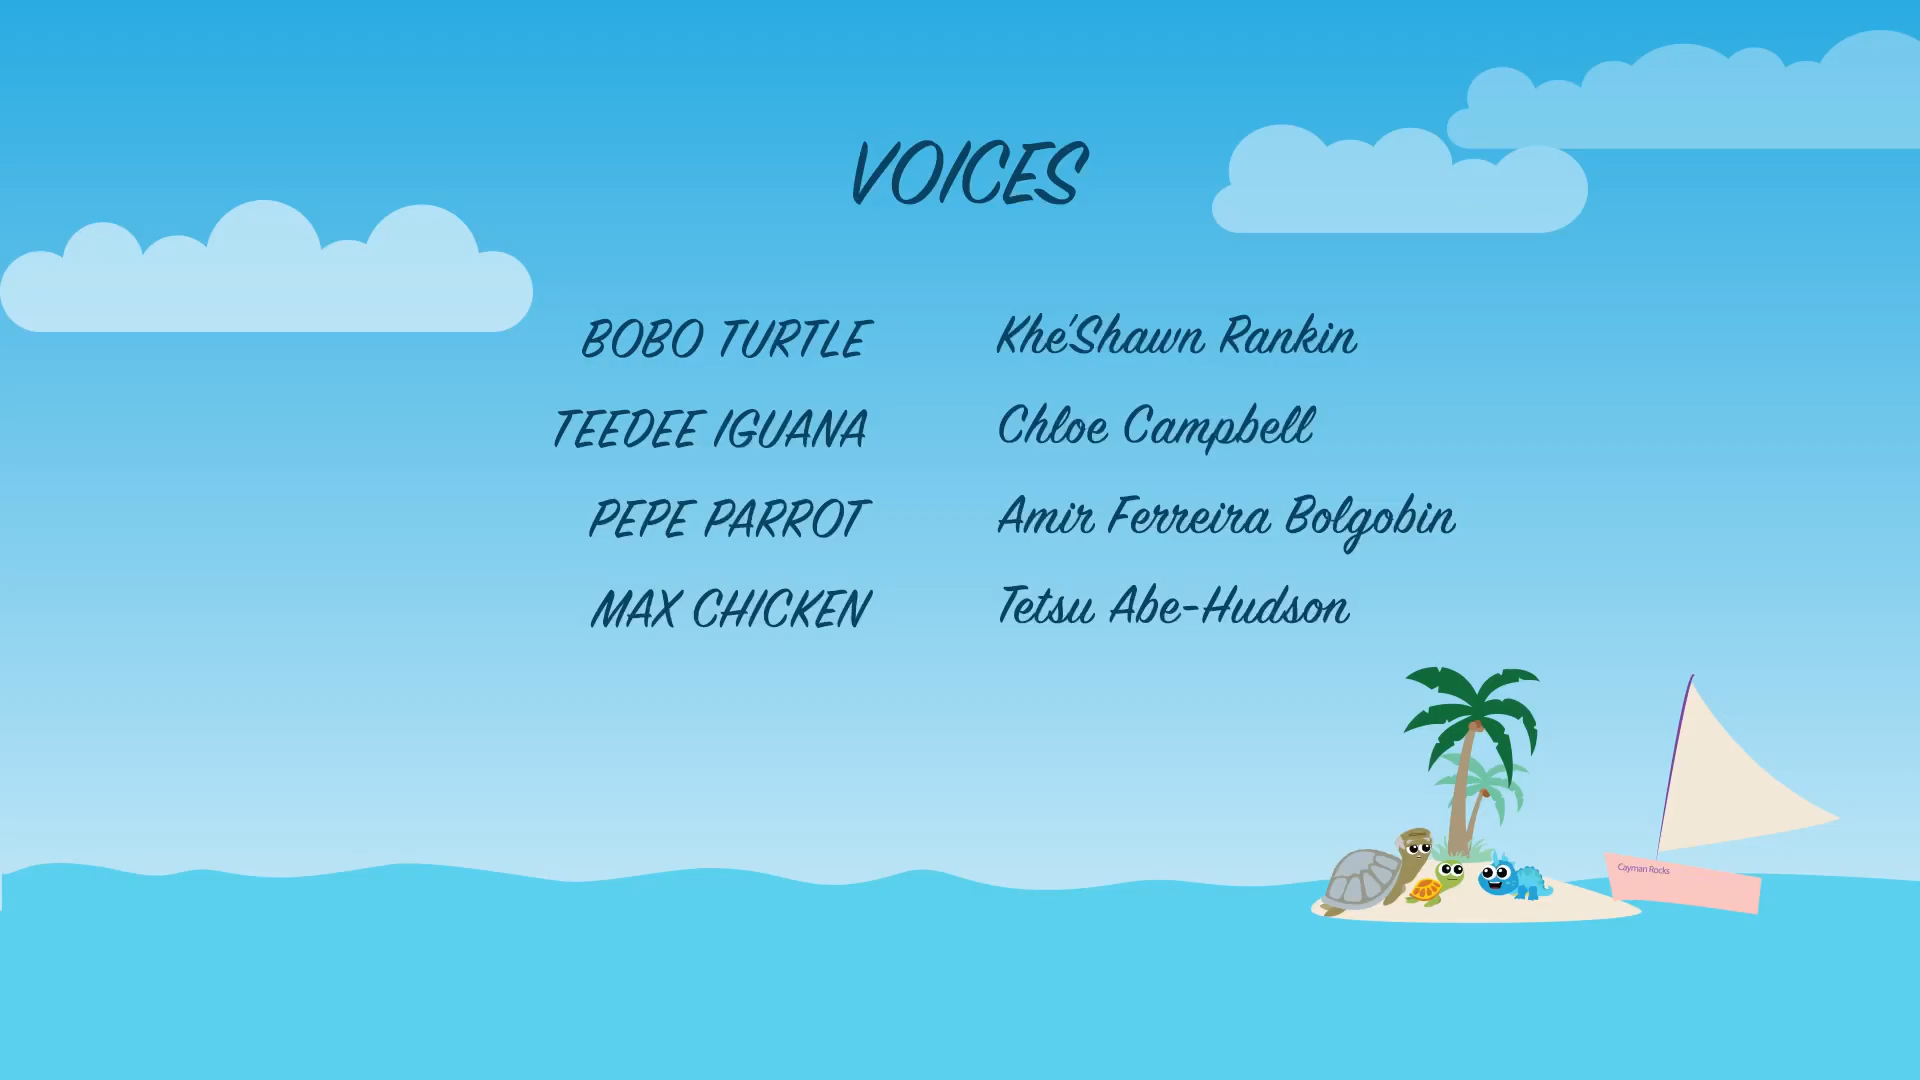 VOICES
BOBO TURTLE Khe'Shawn Rankin
TEEDEE IGUANA Chloe Campbell
PEPE PARROT Amir Ferreira Bolgobin
MAX CHICKEN Tetsu Abe-Hudson
Cayman Rocks